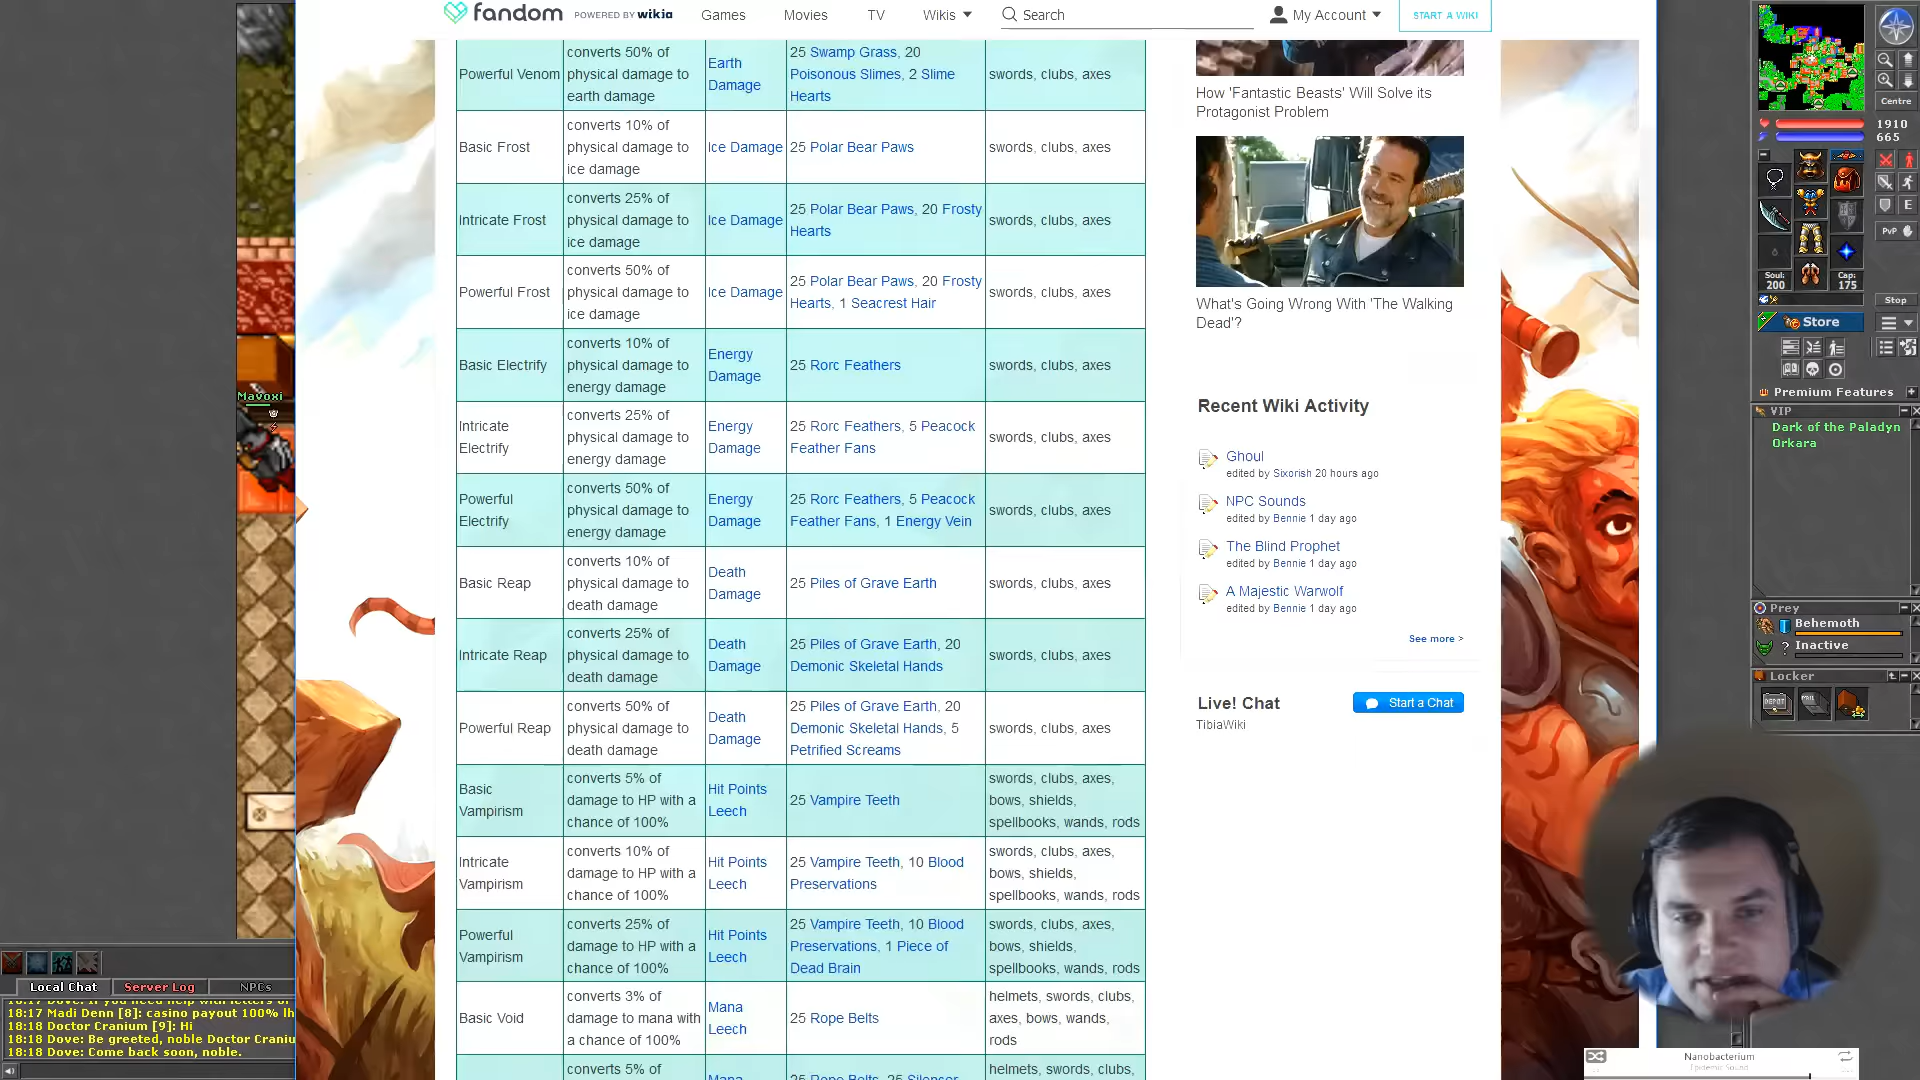 fandom POWERED BY wikia Games Movies TV Wikis Search My Account START A WIKI
Powerful Venom
converts 50% of
physical damage to
earth damage
Earth
Damage
25 Swamp Grass, 20
Poisonous Slimes, 2 Slime
Hearts
swords, clubs, axes
Basic Frost
converts 10% of
physical damage to
ice damage
Ice Damage
25 Polar Bear Paws
swords, clubs, axes
Intricate Frost
converts 25% of
physical damage to
ice damage
Ice Damage
25 Polar Bear Paws, 20 Frosty
Hearts
swords, clubs, axes
Powerful Frost
converts 50% of
physical damage to
ice damage
Ice Damage
25 Polar Bear Paws, 20 Frosty
Hearts, 1 Seacrest Hair
swords, clubs, axes
Basic Electrify
converts 10% of
physical damage to
energy damage
Energy
Damage
25 Rorc Feathers
swords, clubs, axes
Intricate
Electrify
converts 25% of
physical damage to
energy damage
Energy
Damage
25 Rorc Feathers, 5 Peacock
Feather Fans
swords, clubs, axes
Powerful
Electrify
converts 50% of
physical damage to
energy damage
Energy
Damage
25 Rorc Feathers, 5 Peacock
Feather Fans, 1 Energy Vein
swords, clubs, axes
Basic Reap
converts 10% of
physical damage to
death damage
Death
Damage
25 Piles of Grave Earth
swords, clubs, axes
Intricate Reap
converts 25% of
physical damage to
death damage
Death
Damage
25 Piles of Grave Earth, 20
Demonic Skeletal Hands
swords, clubs, axes
Powerful Reap
converts 50% of
physical damage to
death damage
Death
Damage
25 Piles of Grave Earth, 20
Demonic Skeletal Hands, 5
Petrified Screams
swords, clubs, axes
Basic
Vampirism
converts 5% of
damage to HP with a
chance of 100%
Hit Points
Leech
25 Vampire Teeth
swords, clubs, axes,
bows, shields,
spellbooks, wands, rods
Intricate
Vampirism
converts 10% of
damage to HP with a
chance of 100%
Hit Points
Leech
25 Vampire Teeth, 10 Blood
Preservations
swords, clubs, axes,
bows, shields,
spellbooks, wands, rods
Powerful
Vampirism
converts 25% of
damage to HP with a
chance of 100%
Hit Points
Leech
25 Vampire Teeth, 10 Blood
Preservations, 1 Piece of
Dead Brain
swords, clubs, axes,
bows, shields,
spellbooks, wands, rods
Basic Void
converts 3% of
damage to mana with
a chance of 100%
Mana
Leech
25 Rope Belts
helmets, swords, clubs,
axes, bows, wands,
rods
converts 5% of
Mana
25 Rope Belts, 25 Silencer
helmets, swords, clubs,
How 'Fantastic Beasts' Will Solve its
Protagonist Problem
What's Going Wrong With 'The Walking
Dead'?
Recent Wiki Activity
Ghoul
edited by Sixorish 20 hours ago
NPC Sounds
edited by Bennie 1 day ago
The Blind Prophet
edited by Bennie 1 day ago
A Majestic Warwolf
edited by Bennie 1 day ago
See more >
Live! Chat
Start a Chat
TibiaWiki
Mavoxi
Local Chat Server Log NPCs
18:17 Dove: If you need help with letters or
18:17 Madi Denn [8]: casino payout 100% lh
18:18 Doctor Cranium [9]: Hi
18:18 Dove: Be greeted, noble Doctor Craniu
18:18 Dove: Come back soon, noble.
Centre
1910
665
E
PvP
Soul:
200
Cap:
175
Stop
Store
Premium Features
VIP
Dark of the Paladyn
Orkara
Prey
Behemoth
? Inactive
Locker
DEPOT
MAIL
Nanobacterium
Epidemic Sound